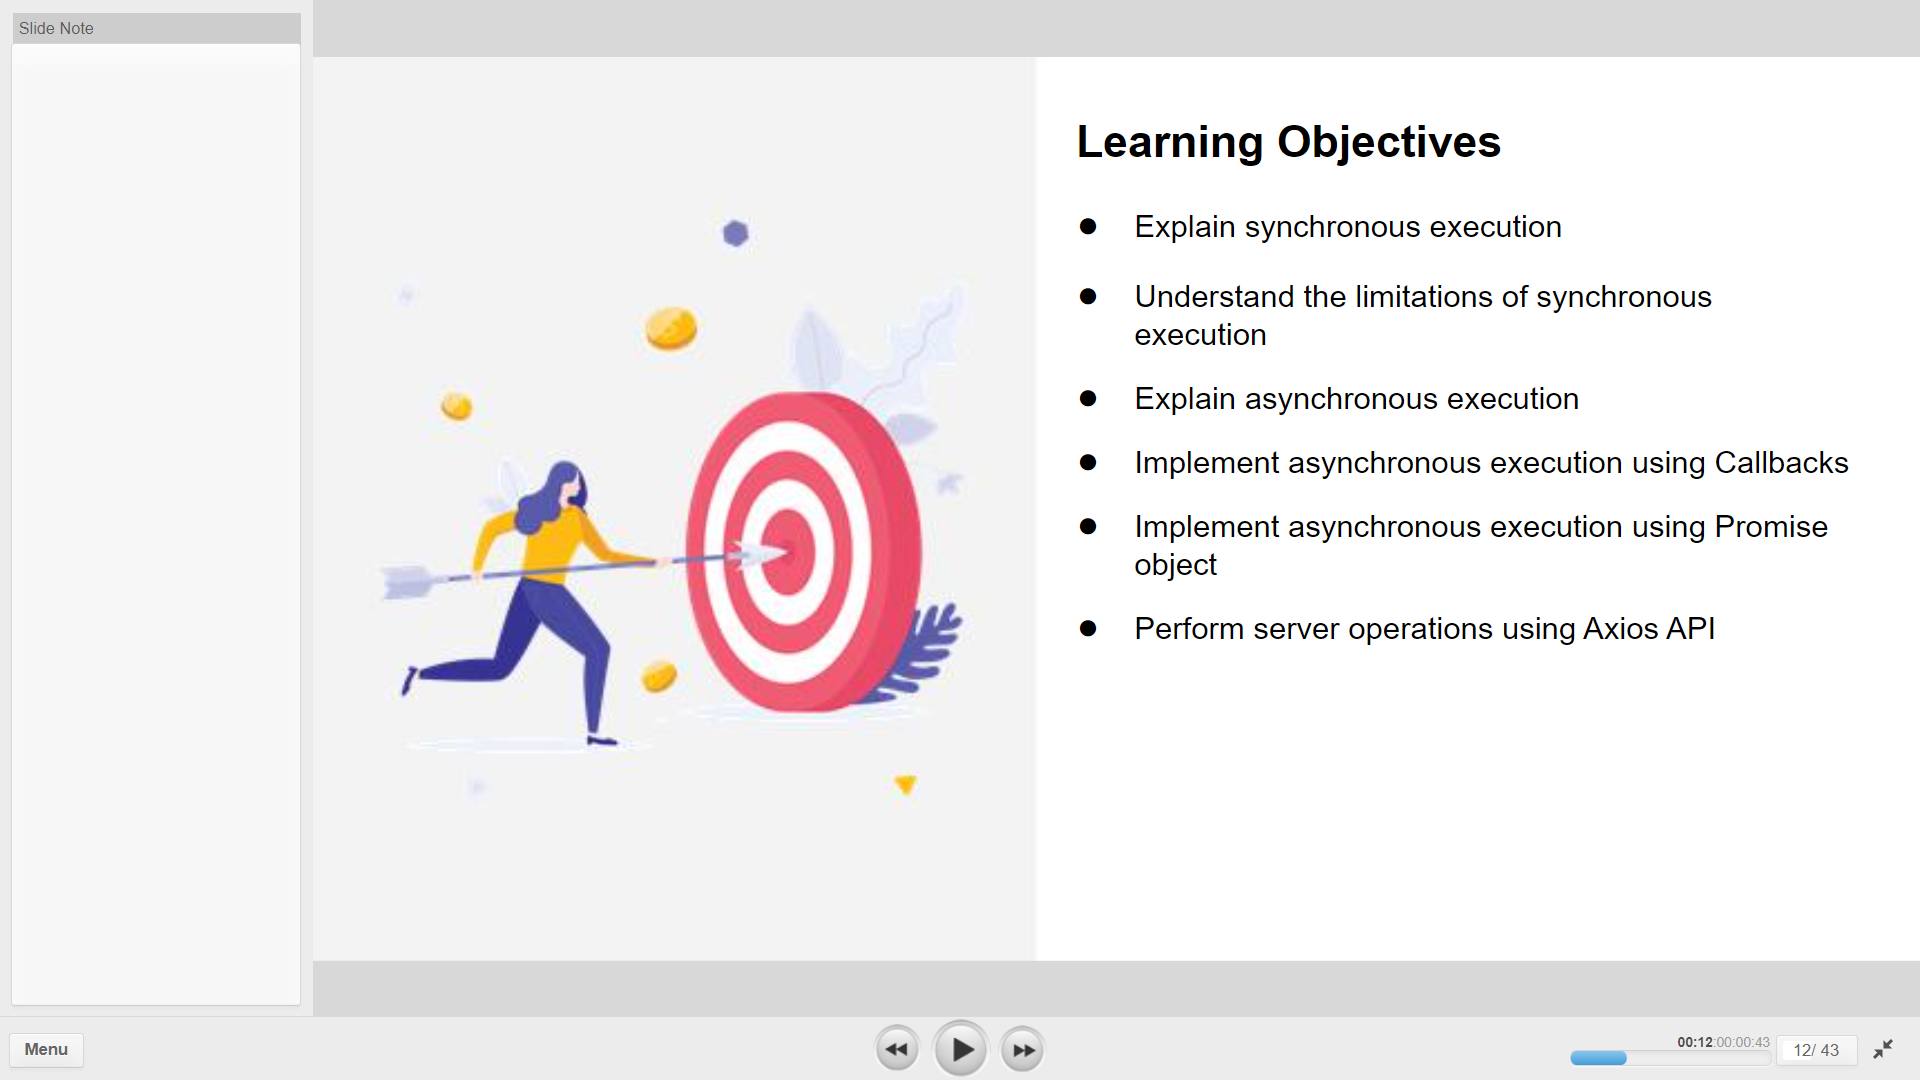 Slide Note
Learning Objectives
● Explain synchronous execution
● Understand the limitations of synchronous
execution
● Explain asynchronous execution
● Implement asynchronous execution using Callbacks
● Implement asynchronous execution using Promise
object
● Perform server operations using Axios API
Menu
00:12:00:00:43
12/ 43